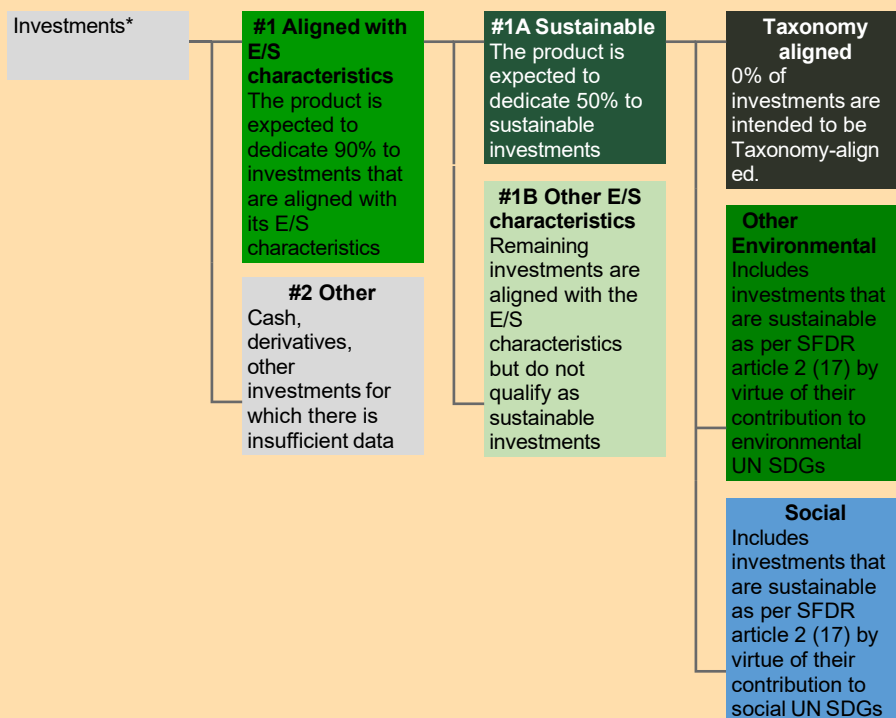 Investments*
#1 Aligned with
E/S
characteristics
The product is
expected to
dedicate 90% to
investments that
are aligned with
its E/S
characteristics
#2 Other
Cash,
derivatives,
other
investments for
which there is
insufficient data
#1A Sustainable
The product is
expected to
dedicate 50% to
sustainable
investments
#1B Other E/S
characteristics
Remaining
investments are
aligned with the
E/S
characteristics
but do not
qualify as
sustainable
investments
Taxonomy
aligned
0% of
investments are
intended to be
Taxonomy-align
ed.
Other
Environmental
Includes
investments that
are sustainable
as per SFDR
article 2 (17) by
virtue of their
contribution to
environmental
UN SDGs
Social
Includes
investments that
are sustainable
as per SFDR
article 2 (17) by
virtue of their
contribution to
social UN SDGs